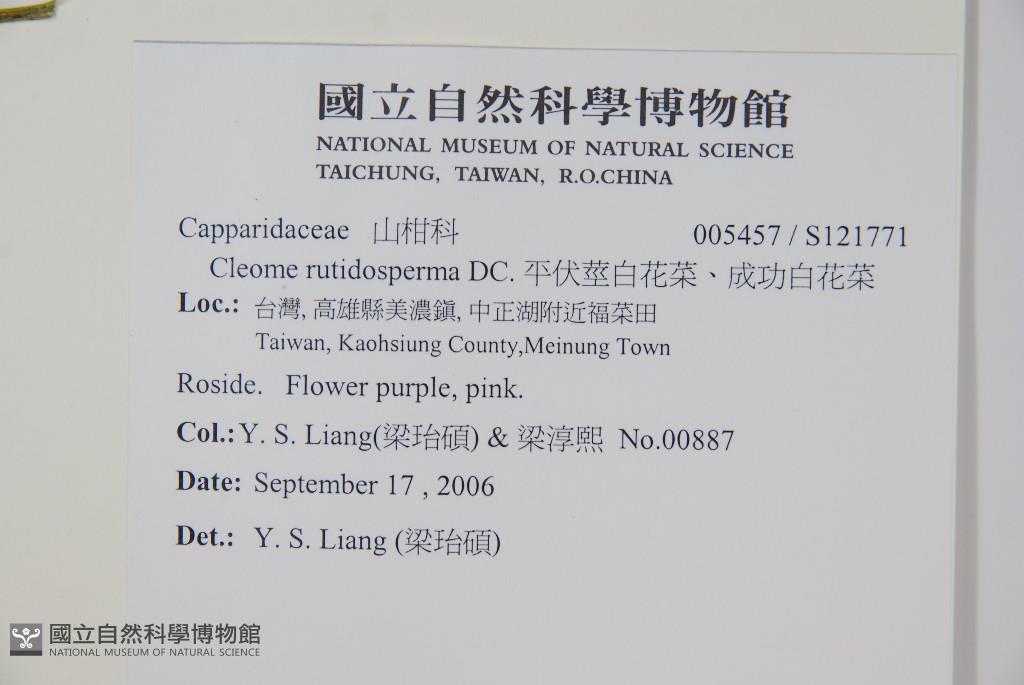 國立自然科學博物館
NATIONAL MUSEUM OF NATURAL SCIENCE
TAICHUNG, TAIWAN, R.O.CHINA
Capparidaceae 山柑科 005457 / S121771
Cleome rutidosperma DC. 平伏莖白花菜、成功白花菜
Loc.: 台灣, 高雄縣美濃鎮, 中正湖附近福菜田
Taiwan, Kaohsiung County,Meinung Town
Roside. Flower purple, pink.
Col.:Y. S. Liang(梁珆碩) & 梁淳熙 No.00887
Date: September 17 , 2006
Det.: Y. S. Liang (梁珆碩)
國立自然科學博物館
NATIONAL MUSEUM OF NATURAL SCIENCE